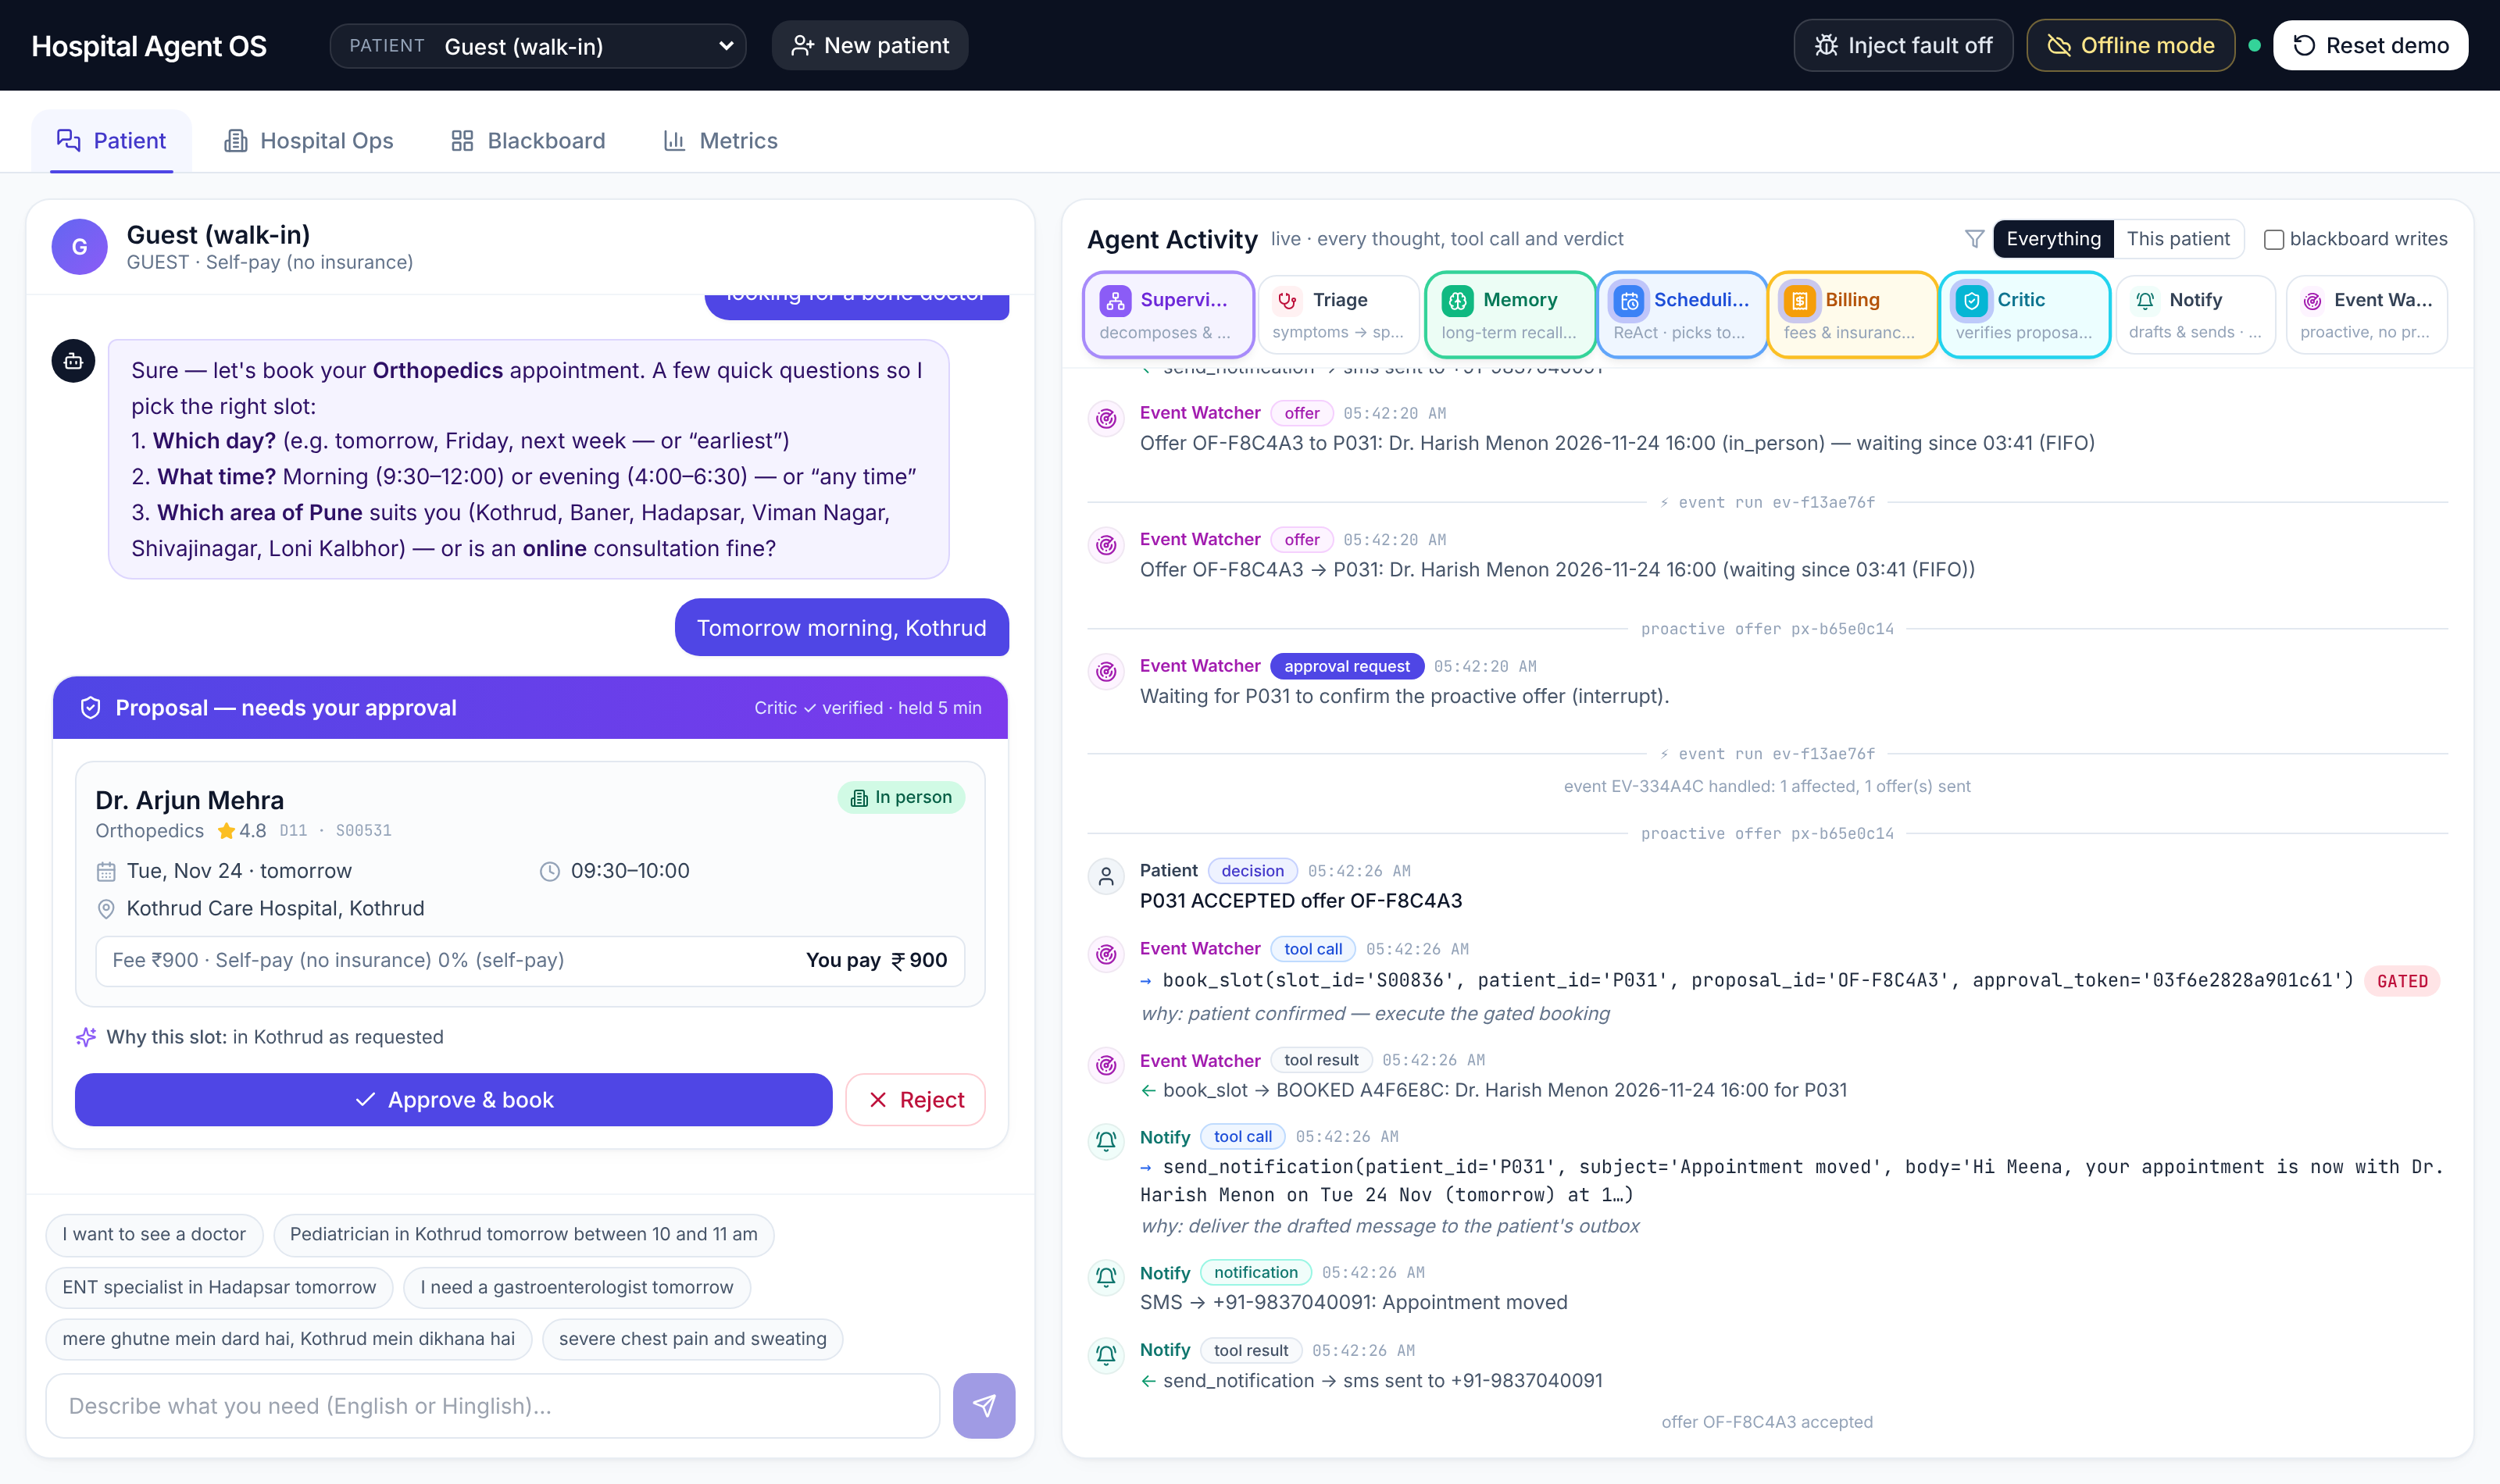 Hospital Agent OS
PATIENT Guest (walk-in)
New patient
Inject fault off
Offline mode
Reset demo
Patient
Hospital Ops
Blackboard
Metrics
G
Guest (walk-in)
GUEST · Self-pay (no insurance)
looking for a bone doctor
Sure — let's book your Orthopedics appointment. A few quick questions so I
pick the right slot:
1. Which day? (e.g. tomorrow, Friday, next week — or “earliest”)
2. What time? Morning (9:30–12:00) or evening (4:00–6:30) — or “any time”
3. Which area of Pune suits you (Kothrud, Baner, Hadapsar, Viman Nagar,
Shivajinagar, Loni Kalbhor) — or is an online consultation fine?
Tomorrow morning, Kothrud
Proposal — needs your approval
Critic ✓ verified · held 5 min
Dr. Arjun Mehra
In person
Orthopedics ⭐ 4.8 D11 · S00531
Tue, Nov 24 · tomorrow
09:30–10:00
Kothrud Care Hospital, Kothrud
Fee ₹900 · Self-pay (no insurance) 0% (self-pay)
You pay ₹ 900
Why this slot: in Kothrud as requested
Approve & book
Reject
I want to see a doctor
Pediatrician in Kothrud tomorrow between 10 and 11 am
ENT specialist in Hadapsar tomorrow
I need a gastroenterologist tomorrow
mere ghutne mein dard hai, Kothrud mein dikhana hai
severe chest pain and sweating
Describe what you need (English or Hinglish)...
Agent Activity live · every thought, tool call and verdict
Everything
This patient
blackboard writes
Supervi...
decomposes & ...
Triage
symptoms → sp...
Memory
long-term recall...
Scheduli...
ReAct · picks to...
Billing
fees & insuranc...
Critic
verifies proposa...
Notify
drafts & sends · ...
Event Wa...
proactive, no pr...
← send_notification → sms sent to +91-9837040091
Event Watcher offer 05:42:20 AM
Offer OF-F8C4A3 to P031: Dr. Harish Menon 2026-11-24 16:00 (in_person) — waiting since 03:41 (FIFO)
⚡ event run ev-f13ae76f
Event Watcher offer 05:42:20 AM
Offer OF-F8C4A3 → P031: Dr. Harish Menon 2026-11-24 16:00 (waiting since 03:41 (FIFO))
proactive offer px-b65e0c14
Event Watcher approval request 05:42:20 AM
Waiting for P031 to confirm the proactive offer (interrupt).
⚡ event run ev-f13ae76f
event EV-334A4C handled: 1 affected, 1 offer(s) sent
proactive offer px-b65e0c14
Patient decision 05:42:26 AM
P031 ACCEPTED offer OF-F8C4A3
Event Watcher tool call 05:42:26 AM
→ book_slot(slot_id='S00836', patient_id='P031', proposal_id='OF-F8C4A3', approval_token='03f6e2828a901c61') GATED
why: patient confirmed — execute the gated booking
Event Watcher tool result 05:42:26 AM
← book_slot → BOOKED A4F6E8C: Dr. Harish Menon 2026-11-24 16:00 for P031
Notify tool call 05:42:26 AM
→ send_notification(patient_id='P031', subject='Appointment moved', body='Hi Meena, your appointment is now with Dr.
Harish Menon on Tue 24 Nov (tomorrow) at 1…)
why: deliver the drafted message to the patient's outbox
Notify notification 05:42:26 AM
SMS → +91-9837040091: Appointment moved
Notify tool result 05:42:26 AM
← send_notification → sms sent to +91-9837040091
offer OF-F8C4A3 accepted